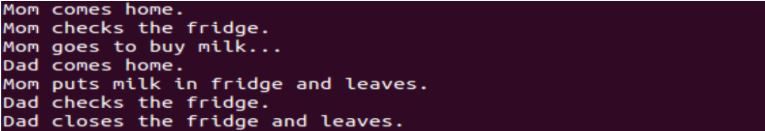 Mom comes home.
Mom checks the fridge.
Mom goes to buy milk...
Dad comes home.
Mom puts milk in fridge and leaves.
Dad checks the fridge.
Dad closes the fridge and leaves.